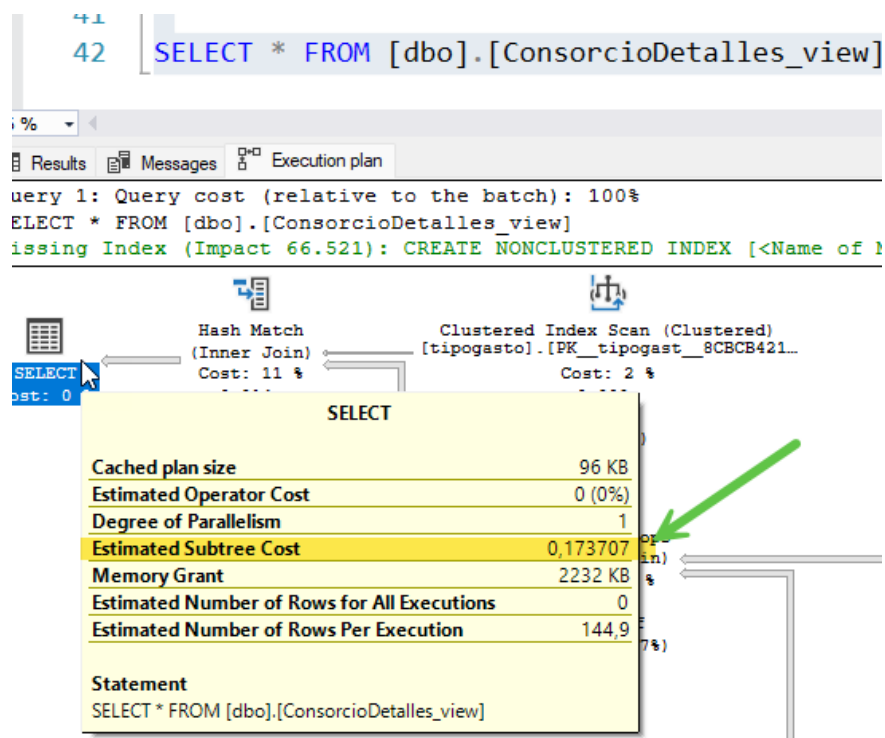 41
42 SELECT * FROM [dbo].[ConsorcioDetalles_view]
%
Results Messages Execution plan
uery 1: Query cost (relative to the batch): 100%
ELECT * FROM [dbo].[ConsorcioDetalles_view]
issing Index (Impact 66.521): CREATE NONCLUSTERED INDEX [<Name of M
Hash Match
(Inner Join)
Cost: 11 %
Clustered Index Scan (Clustered)
[tipogasto].[PK__tipogast__8CBCB421…
Cost: 2 %
SELECT
ost: 0
SELECT
Cached plan size 96 KB
Estimated Operator Cost 0 (0%)
Degree of Parallelism 1
Estimated Subtree Cost 0,173707
Memory Grant 2232 KB
Estimated Number of Rows for All Executions 0
Estimated Number of Rows Per Execution 144,9
Statement
SELECT * FROM [dbo].[ConsorcioDetalles_view]
in)
%
7%)